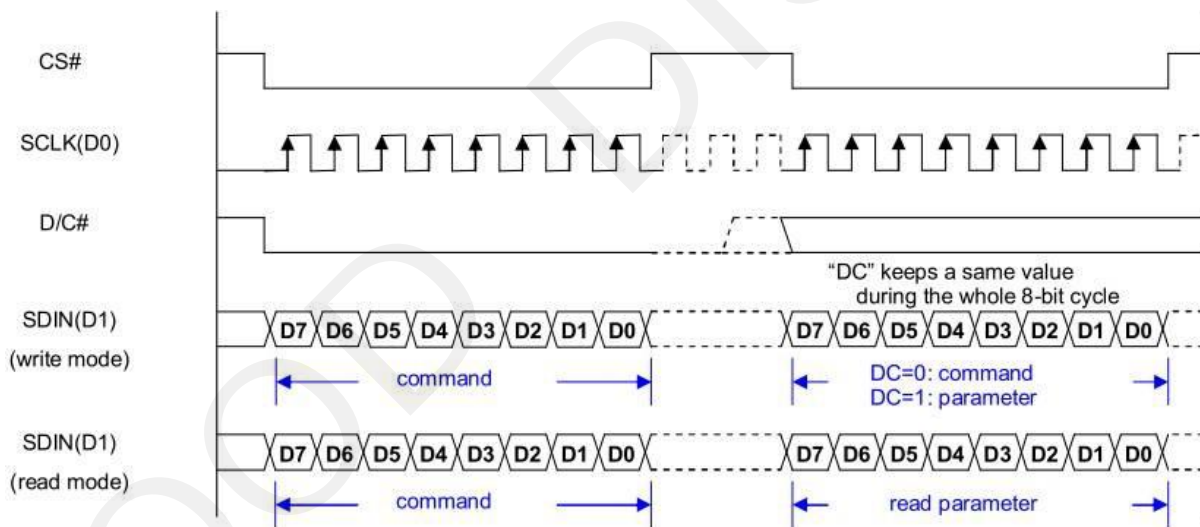 CS#
SCLK(D0)
D/C#
“DC” keeps a same value
during the whole 8-bit cycle
SDIN(D1)
(write mode)
D7 D6 D5 D4 D3 D2 D1 D0 D7 D6 D5 D4 D3 D2 D1 D0
command
DC=0: command
DC=1: parameter
SDIN(D1)
(read mode)
D7 D6 D5 D4 D3 D2 D1 D0 D7 D6 D5 D4 D3 D2 D1 D0
command
read parameter